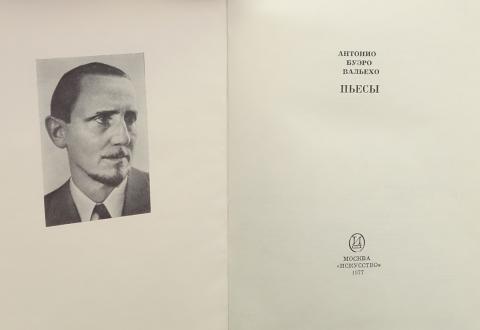 АНТОНИО
БУЭРО
ВАЛЬЕХО
ПЬЕСЫ
МОСКВА
«ИСКУССТВО»
1977